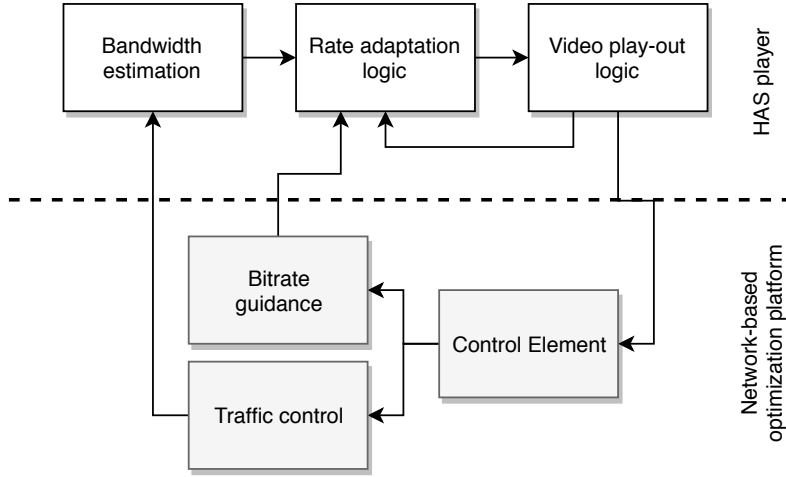 Bandwidth
estimation
Rate adaptation
logic
Video play-out
logic
HAS player
Bitrate
guidance
Control Element
Traffic control
Network-based
optimization platform